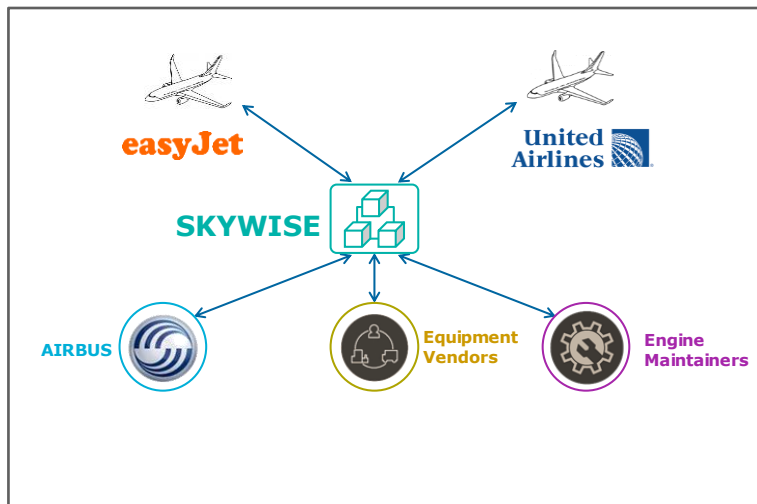 easyJet
United
Airlines
SKYWISE
AIRBUS
Equipment
Vendors
Engine
Maintainers